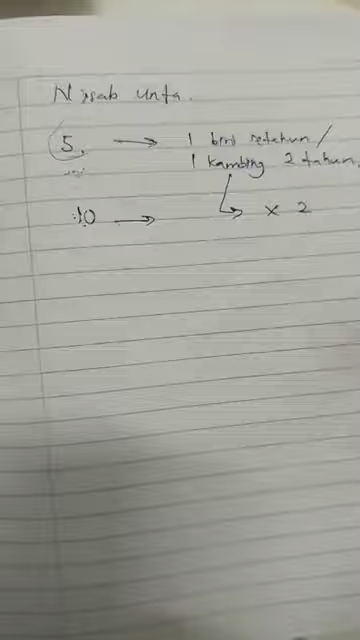 Nisab unta.
5. → 1 biri setahun /
1 kambing 2 tahun.
10 → × 2